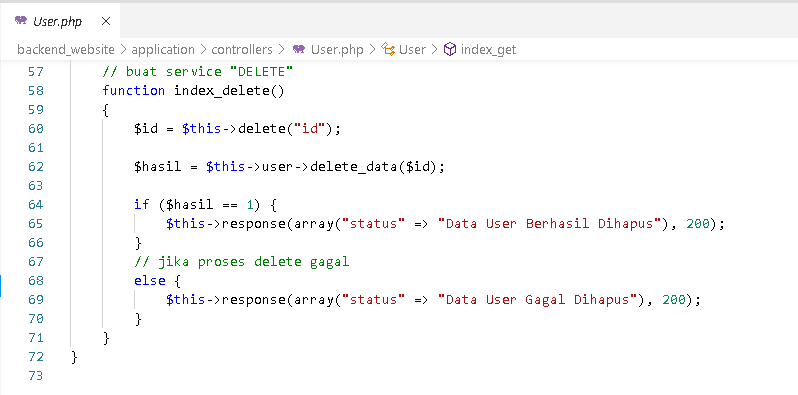 User.php ×
backend_website > application > controllers > User.php > User > index_get
57 // buat service "DELETE"
58 function index_delete()
59 {
60 $id = $this->delete("id");
61
62 $hasil = $this->user->delete_data($id);
63
64 if ($hasil == 1) {
65 $this->response(array("status" => "Data User Berhasil Dihapus"), 200);
66 }
67 // jika proses delete gagal
68 else {
69 $this->response(array("status" => "Data User Gagal Dihapus"), 200);
70 }
71 }
72 }
73